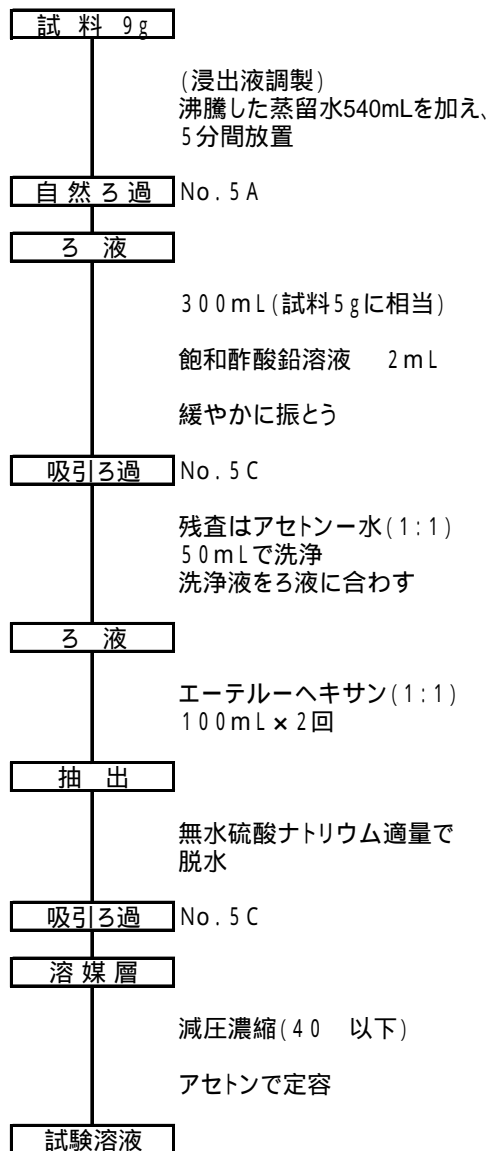 試料 9g
(浸出液調製)
沸騰した蒸留水540mLを加え、
5分間放置
自然ろ過 No.5A
ろ液
300mL(試料5gに相当)
飽和酢酸鉛溶液 2mL
緩やかに振とう
吸引ろ過 No.5C
残査はアセトンー水(1:1)
50mLで洗浄
洗浄液をろ液に合わす
ろ液
エーテルーヘキサン(1:1)
100mL×2回
抽出
無水硫酸ナトリウム適量で
脱水
吸引ろ過 No.5C
溶媒層
減圧濃縮(40 以下)
アセトンで定容
試験溶液